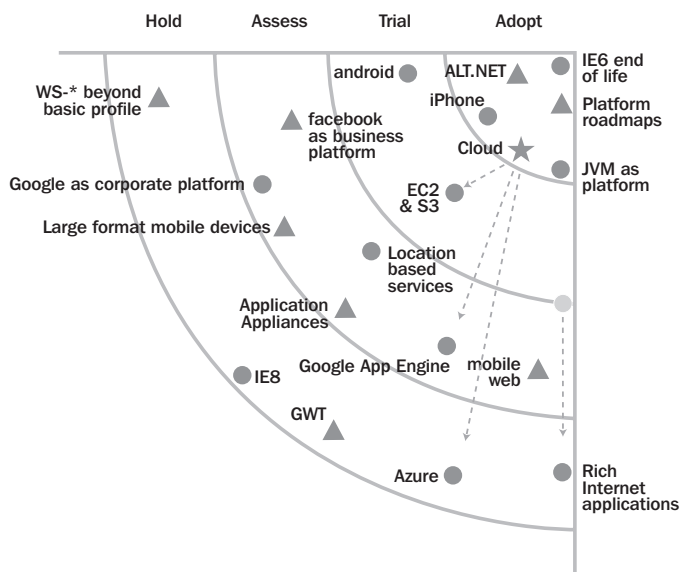 Hold Assess Trial Adopt
IE6 end
of life
android
ALT.NET
WS-* beyond
basic profile
iPhone
Platform
roadmaps
facebook
as business
platform
Cloud
JVM as
platform
Google as corporate platform
EC2
& S3
Large format mobile devices
Location
based
services
Application
Appliances
Google App Engine
mobile
web
IE8
GWT
Azure
Rich
Internet
applications